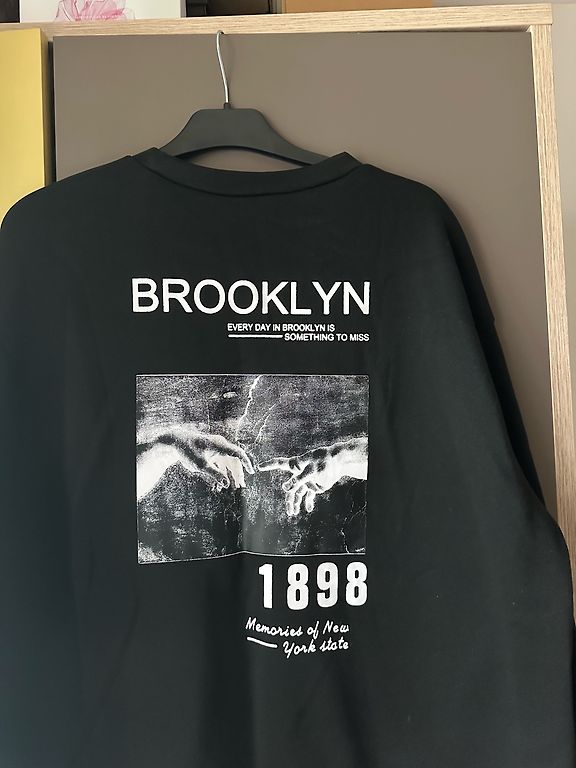 BROOKLYN
EVERY DAY IN BROOKLYN IS
SOMETHING TO MISS
1898
Memories of New
York state